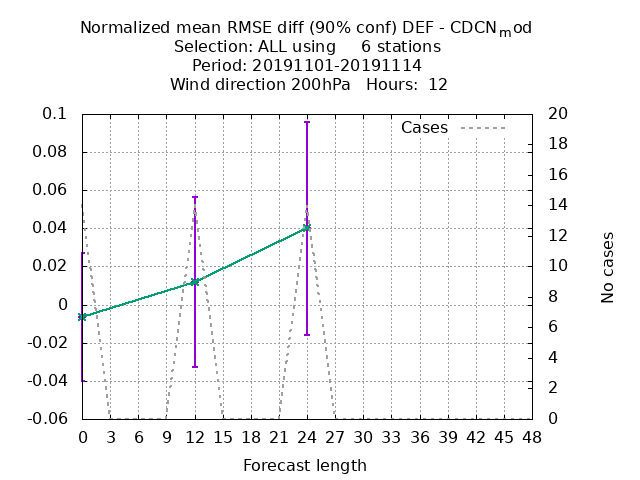 Normalized mean RMSE diff (90% conf) DEF - CDCNmod
Selection: ALL using 6 stations
Period: 20191101-20191114
Wind direction 200hPa Hours: 12
0.1
0.08
0.06
0.04
0.02
0
-0.02
-0.04
-0.06
Cases
20
18
16
14
12
10
8
6
4
2
0
No cases
0 3 6 9 12 15 18 21 24 27 30 33 36 39 42 45 48
Forecast length